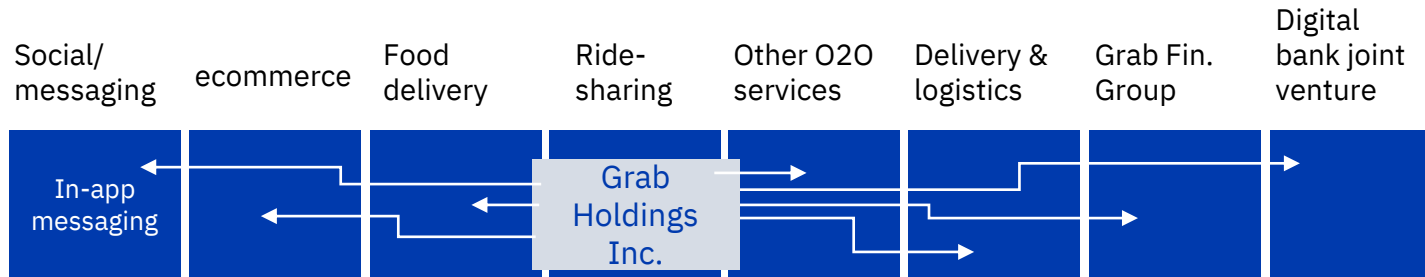 Social/
messaging
ecommerce
Food
delivery
Ride-
sharing
Other O2O
services
Delivery &
logistics
Grab Fin.
Group
Digital
bank joint
venture
In-app
messaging
Grab
Holdings
Inc.